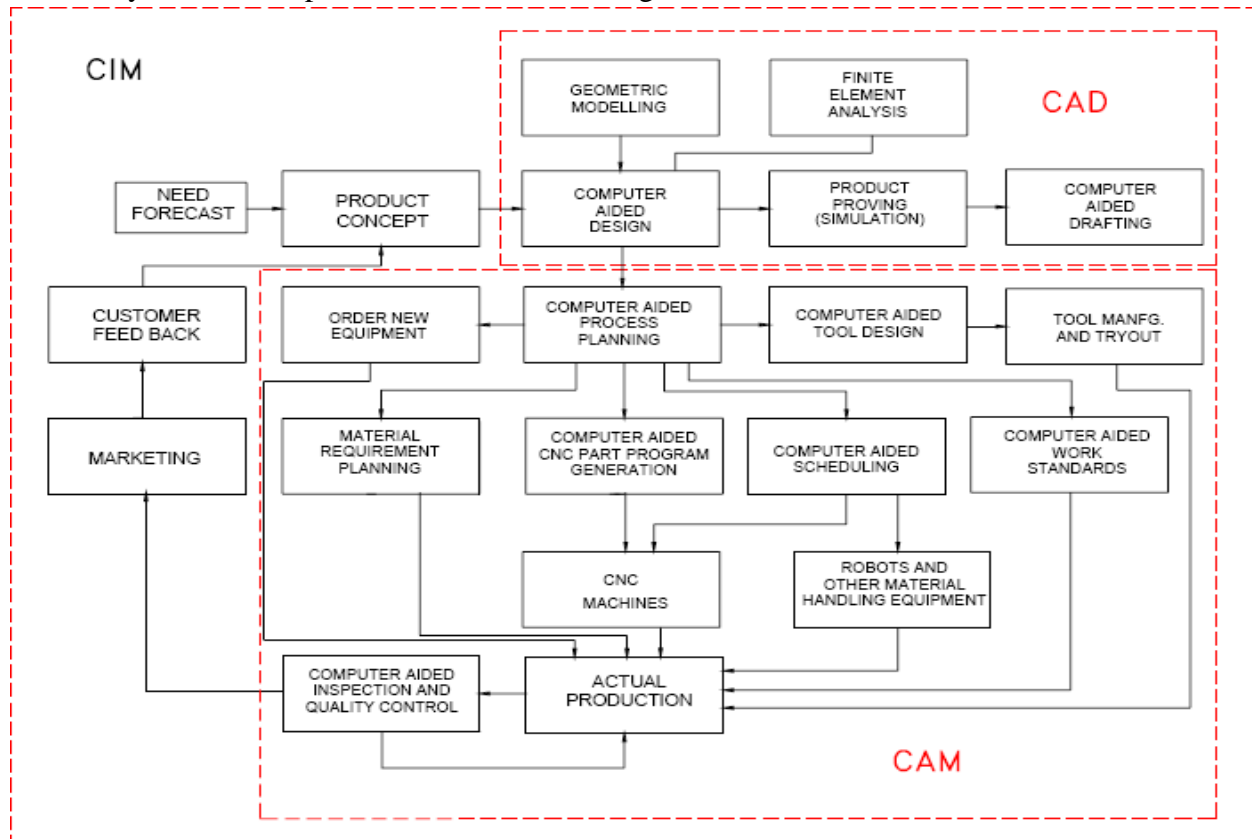 CIM
GEOMETRIC
MODELLING
FINITE
ELEMENT
ANALYSIS
CAD
NEED
FORECAST
PRODUCT
CONCEPT
COMPUTER
AIDED
DESIGN
PRODUCT
PROVING
(SIMULATION)
COMPUTER
AIDED
DRAFTING
CUSTOMER
FEED BACK
ORDER NEW
EQUIPMENT
COMPUTER AIDED
PROCESS
PLANNING
COMPUTER AIDED
TOOL DESIGN
TOOL MANFG.
AND TRYOUT
MARKETING
MATERIAL
REQUIREMENT
PLANNING
COMPUTER AIDED
CNC PART PROGRAM
GENERATION
COMPUTER AIDED
SCHEDULING
COMPUTER AIDED
WORK
STANDARDS
CNC
MACHINES
ROBOTS AND
OTHER MATERIAL
HANDLING EQUIPMENT
COMPUTER AIDED
INSPECTION AND
QUALITY CONTROL
ACTUAL
PRODUCTION
CAM